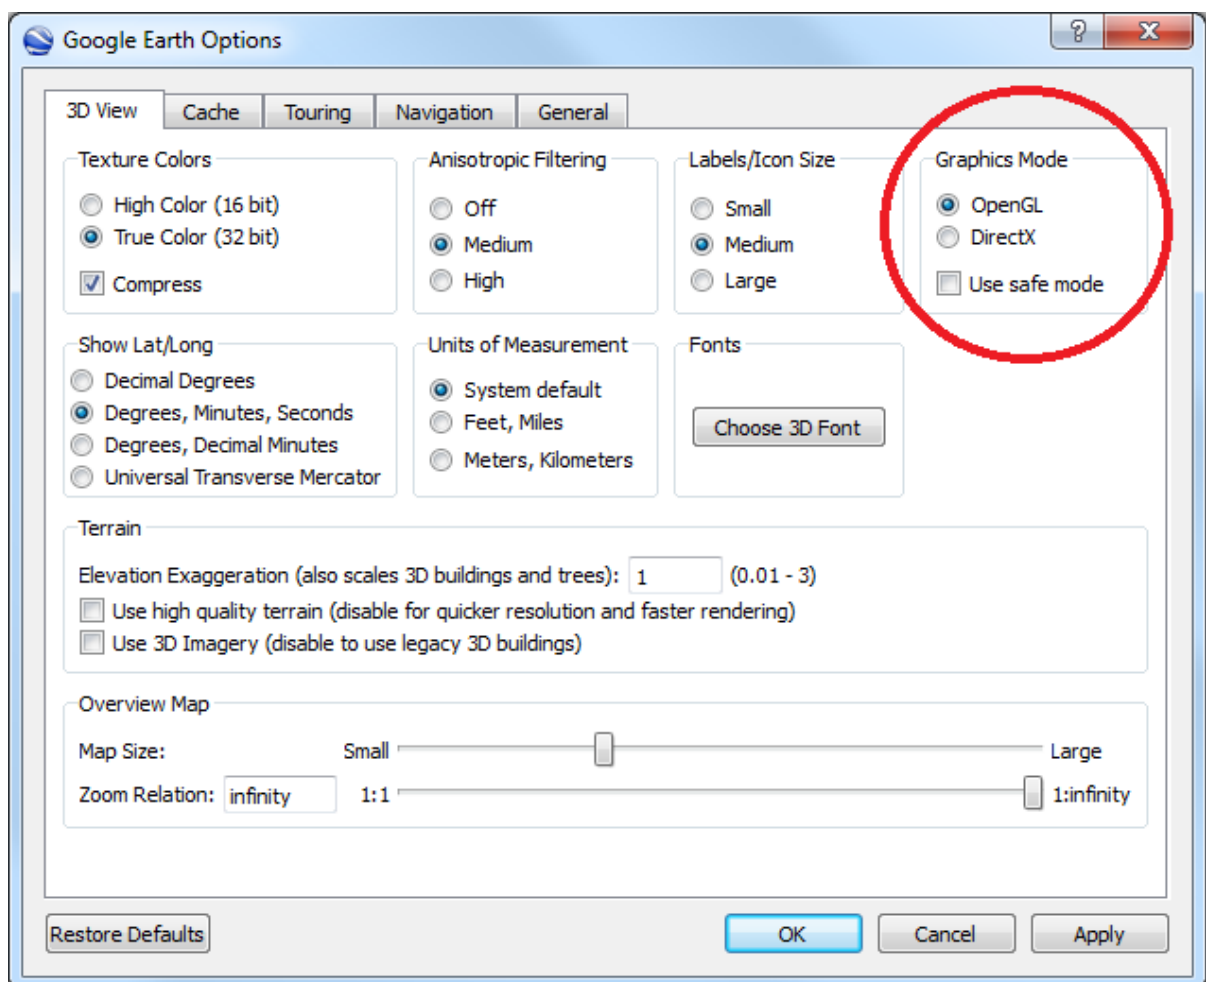 Google Earth Options
?
3D View Cache Touring Navigation General
Texture Colors
High Color (16 bit)
True Color (32 bit)
Compress
Anisotropic Filtering
Off
Medium
High
Labels/Icon Size
Small
Medium
Large
Graphics Mode
OpenGL
DirectX
Use safe mode
Show Lat/Long
Decimal Degrees
Degrees, Minutes, Seconds
Degrees, Decimal Minutes
Universal Transverse Mercator
Units of Measurement
System default
Feet, Miles
Meters, Kilometers
Fonts
Choose 3D Font
Terrain
Elevation Exaggeration (also scales 3D buildings and trees): 1 (0.01 - 3)
Use high quality terrain (disable for quicker resolution and faster rendering)
Use 3D Imagery (disable to use legacy 3D buildings)
Overview Map
Map Size: Small Large
Zoom Relation: infinity 1:1 1:infinity
Restore Defaults OK Cancel Apply